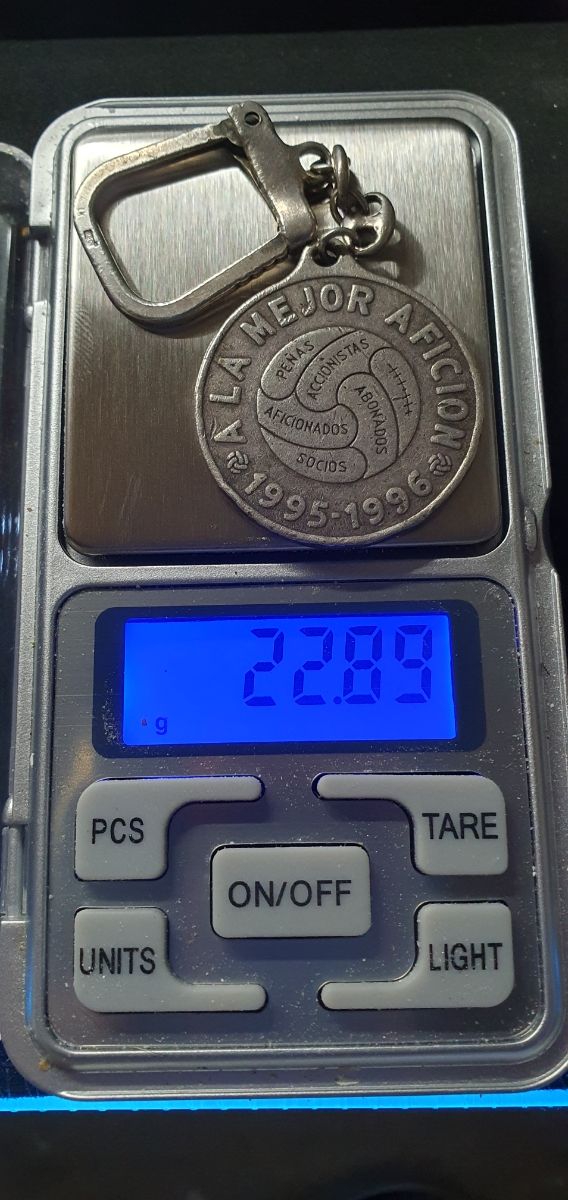 A LA MEJOR AFICION
PEÑAS
ACCIONISTAS
ABONADOS
AFICIONADOS
SOCIOS
1995-1996
22.89
g
PCS
TARE
ON/OFF
UNITS
LIGHT